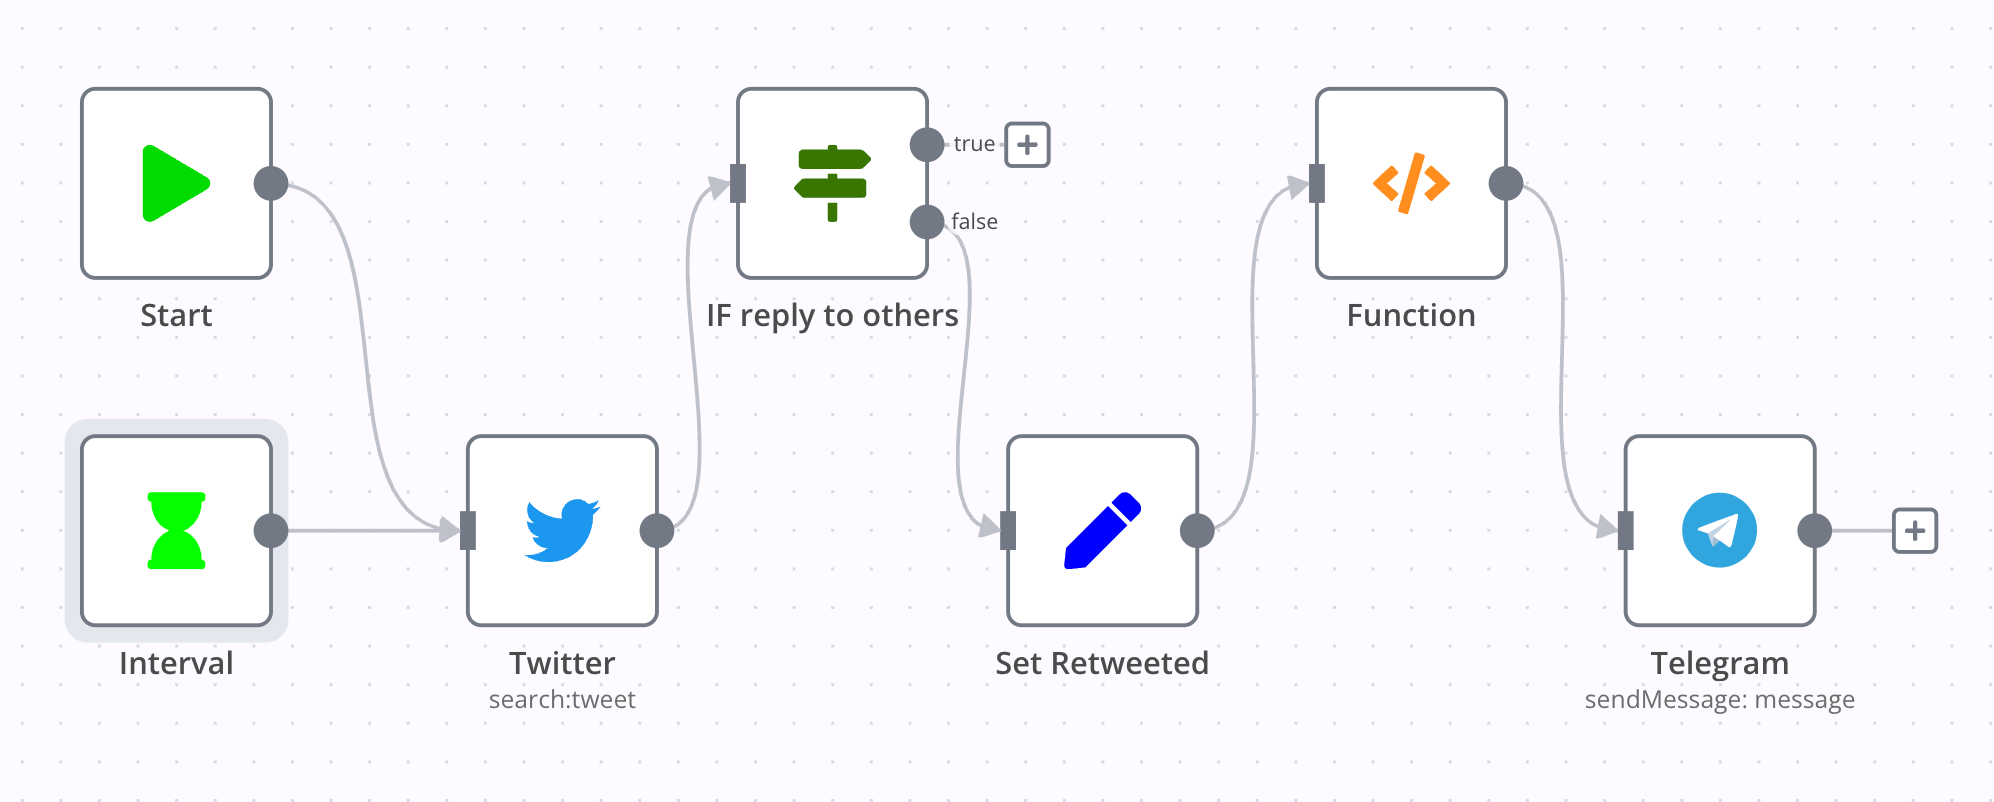 Start
IF reply to others
true
false
Function
Interval
Twitter
search:tweet
Set Retweeted
Telegram
sendMessage: message